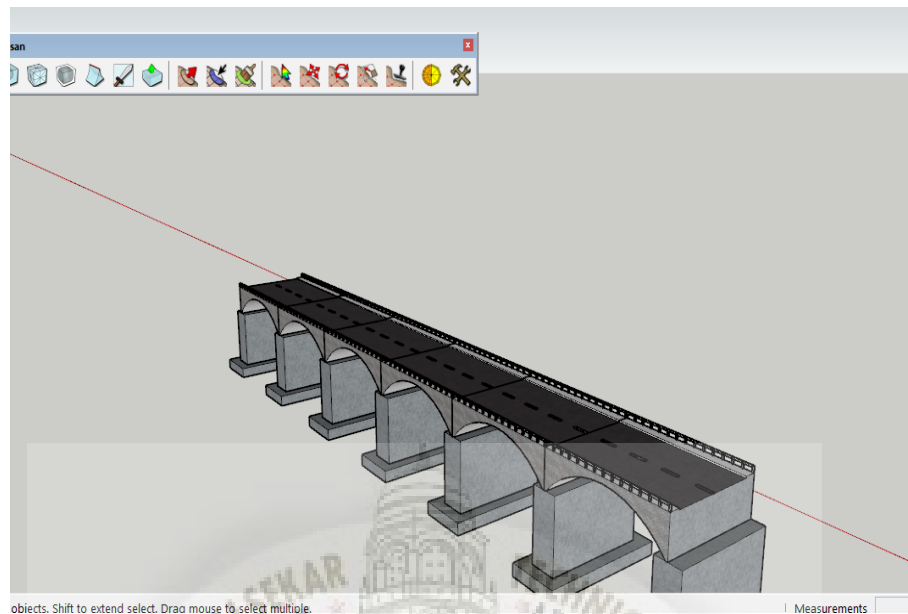 san
objects. Shift to extend select. Drag mouse to select multiple.
Measurements